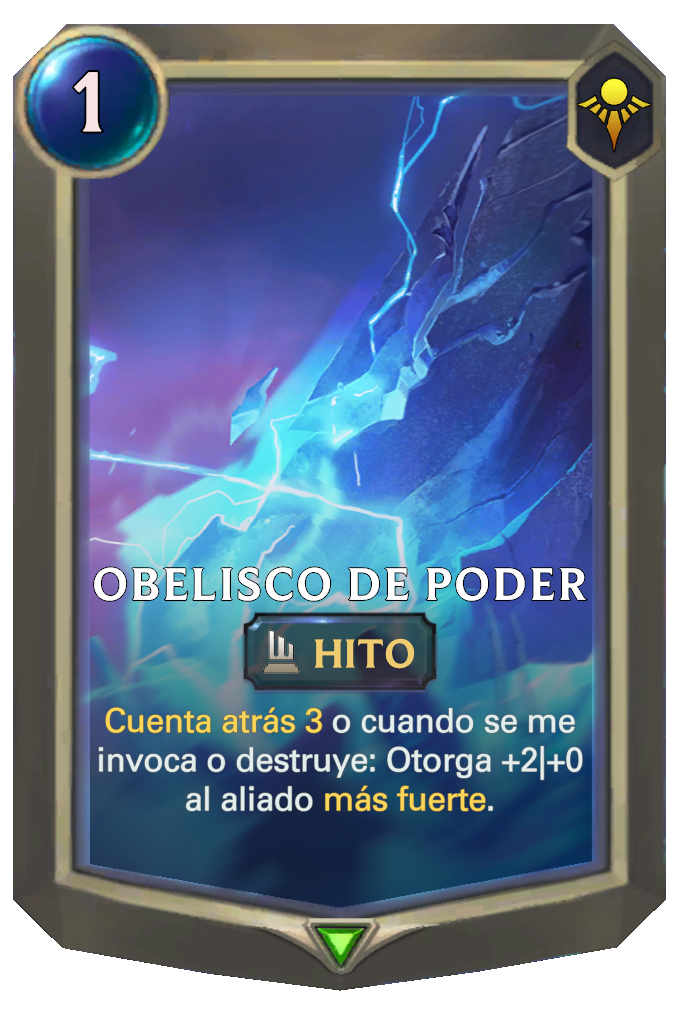 1
OBELISCO DE PODER
HITO
Cuenta atrás 3 o cuando se me
invoca o destruye: Otorga +2|+0
al aliado más fuerte.